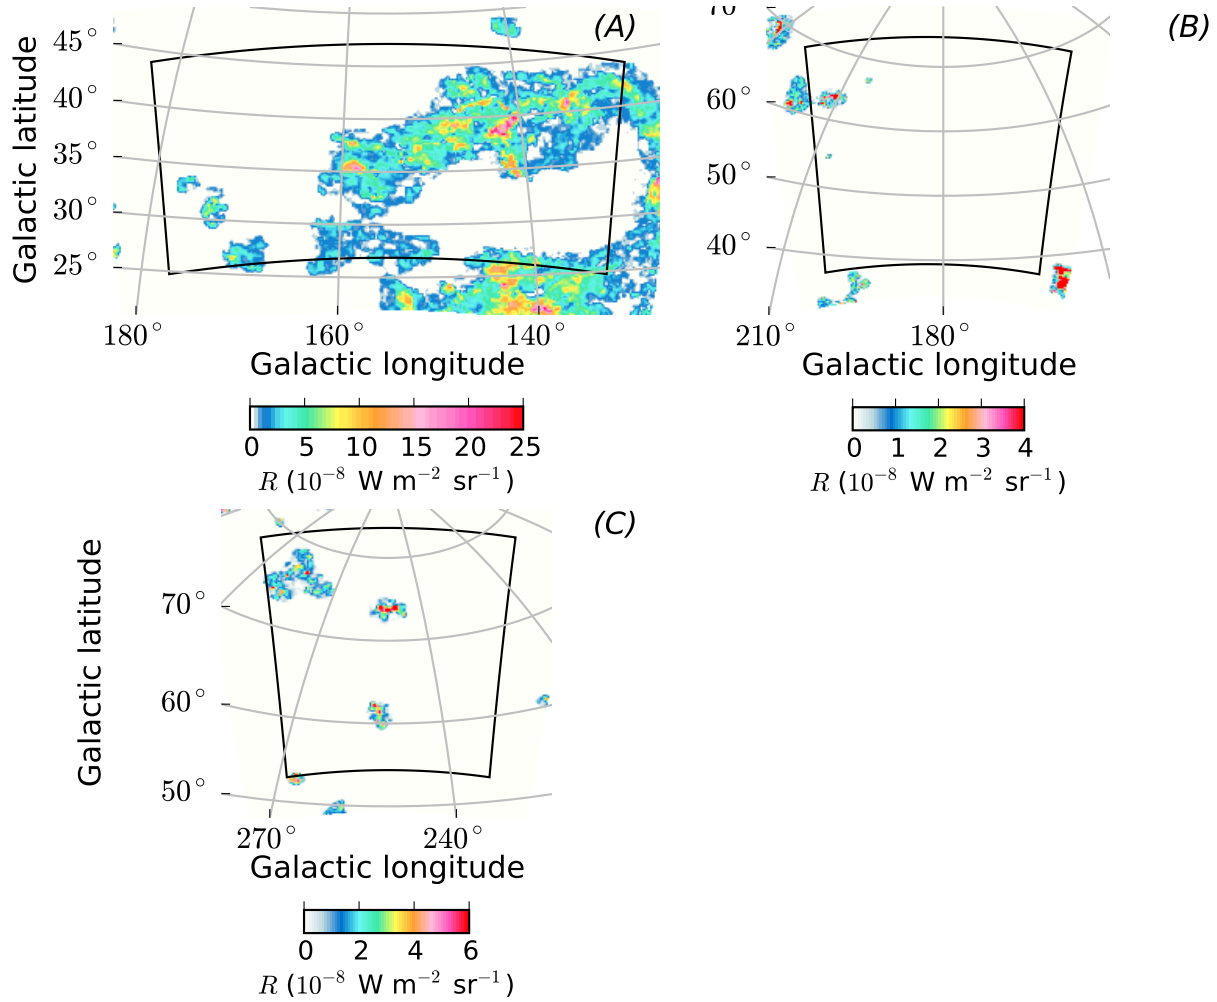 (A)
Galactic latitude
45°
40°
35°
30°
25°
180° 160° 140°
Galactic longitude
0 5 10 15 20 25
R (10⁻⁸ W m⁻² sr⁻¹)
(B)
70°
60°
50°
40°
210° 180°
Galactic longitude
0 1 2 3 4
R (10⁻⁸ W m⁻² sr⁻¹)
(C)
Galactic latitude
70°
60°
50°
270° 240°
Galactic longitude
0 2 4 6
R (10⁻⁸ W m⁻² sr⁻¹)